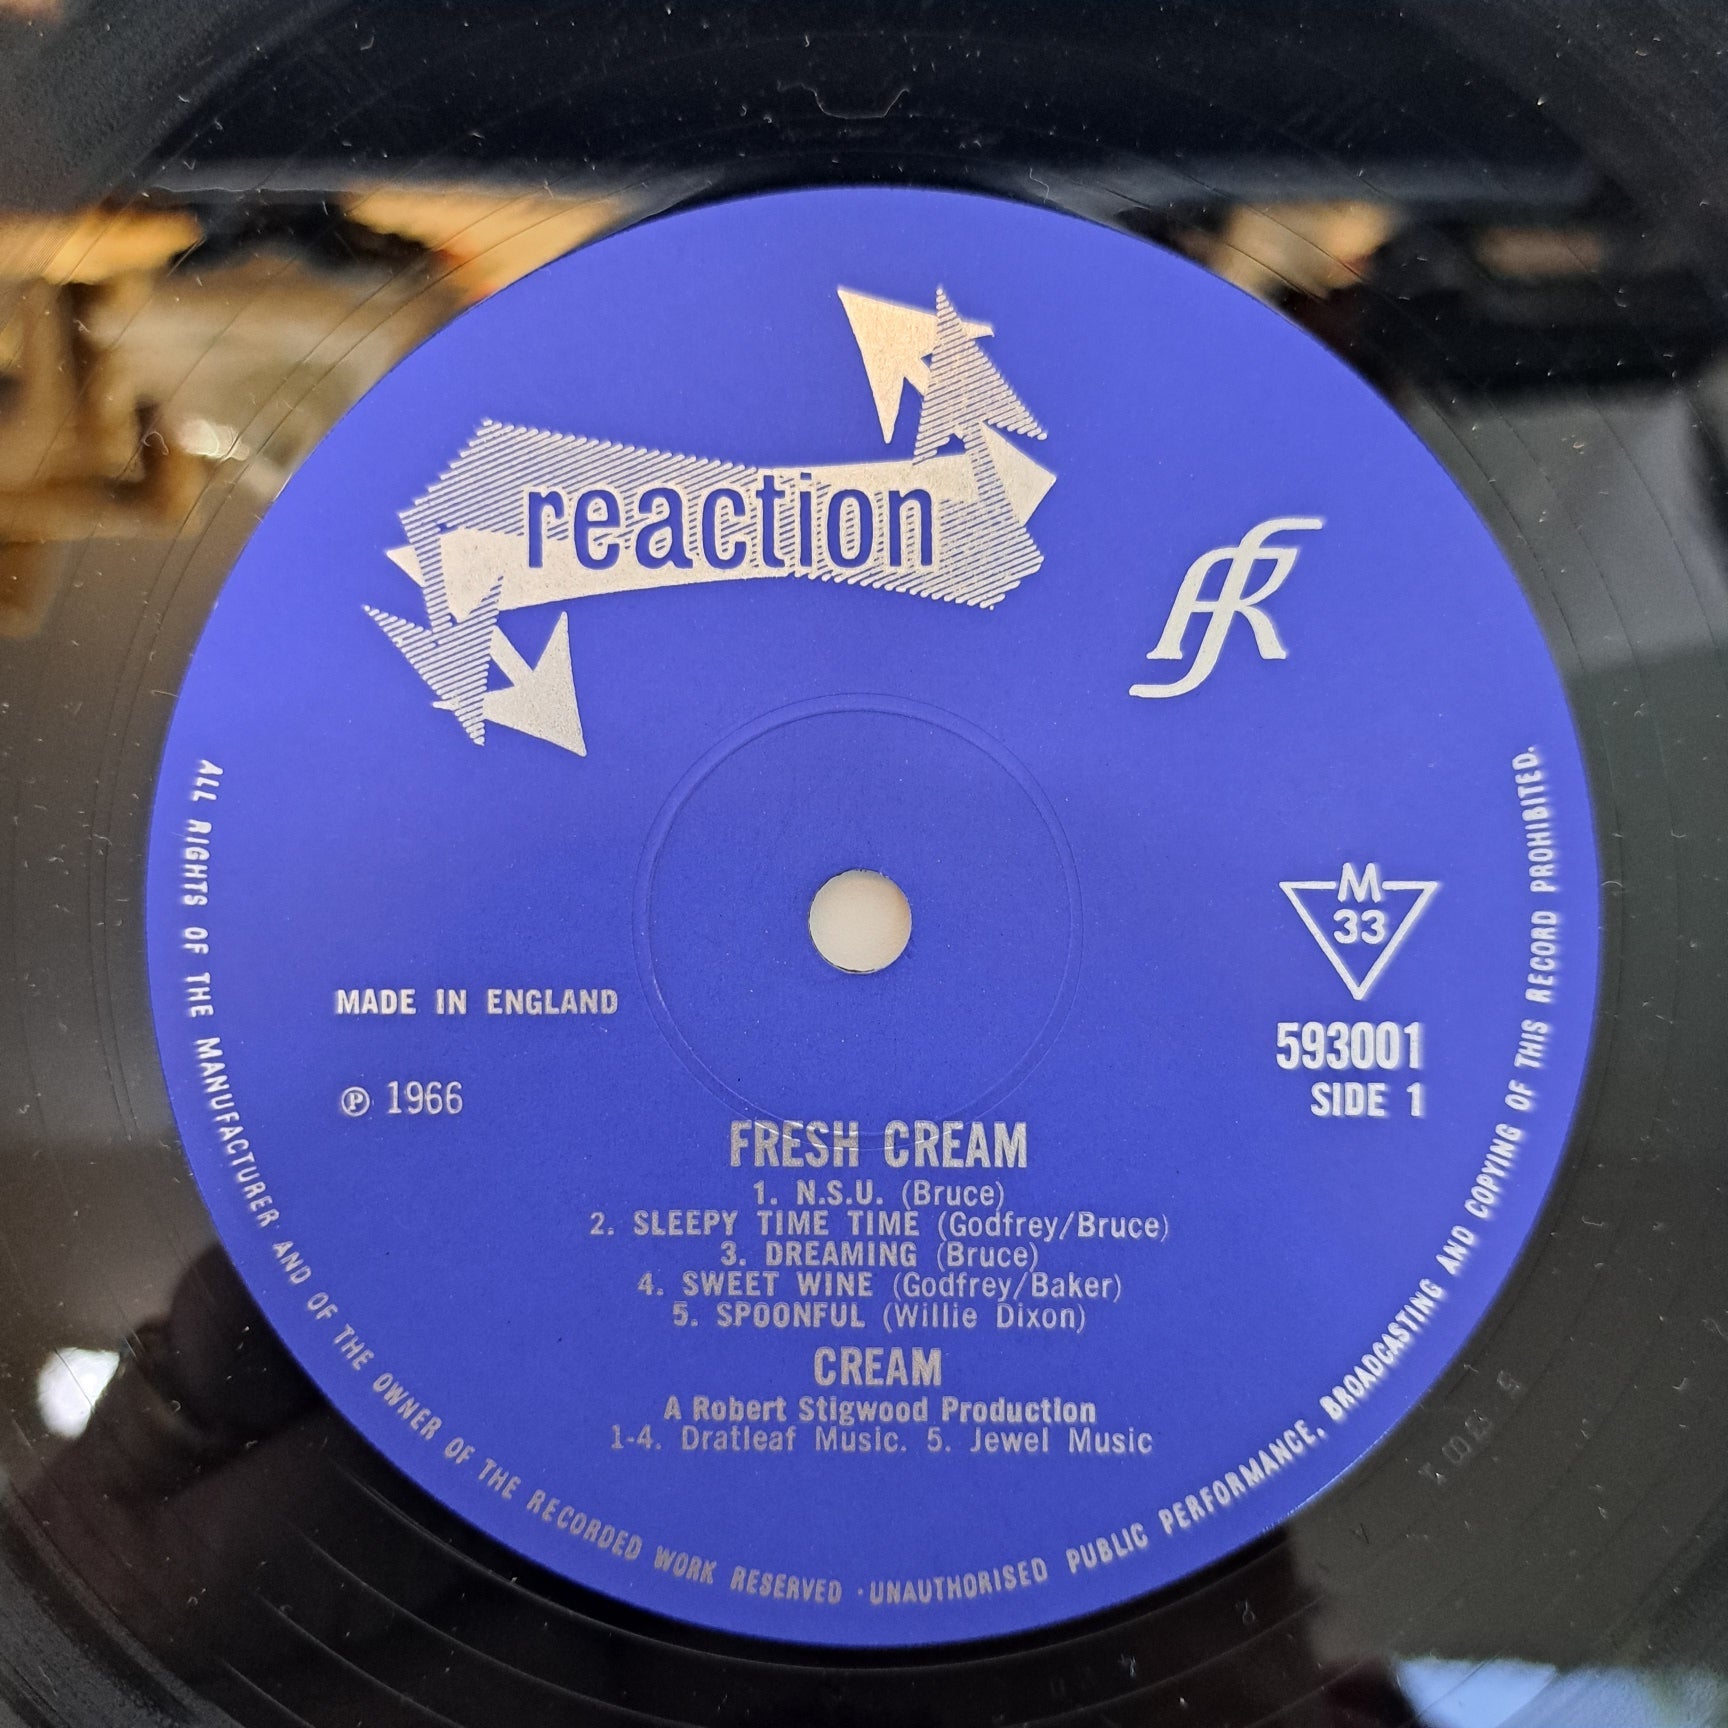 reaction
fR
M
33
MADE IN ENGLAND
593001
℗ 1966
SIDE 1
FRESH CREAM
1. N.S.U. (Bruce)
2. SLEEPY TIME TIME (Godfrey/Bruce)
3. DREAMING (Bruce)
4. SWEET WINE (Godfrey/Baker)
5. SPOONFUL (Willie Dixon)
CREAM
A Robert Stigwood Production
1-4. Dratleaf Music. 5. Jewel Music
ALL RIGHTS OF THE MANUFACTURER AND OF THE OWNER OF THE RECORDED WORK RESERVED · UNAUTHORISED PUBLIC PERFORMANCE, BROADCASTING AND COPYING OF THIS RECORD PROHIBITED.